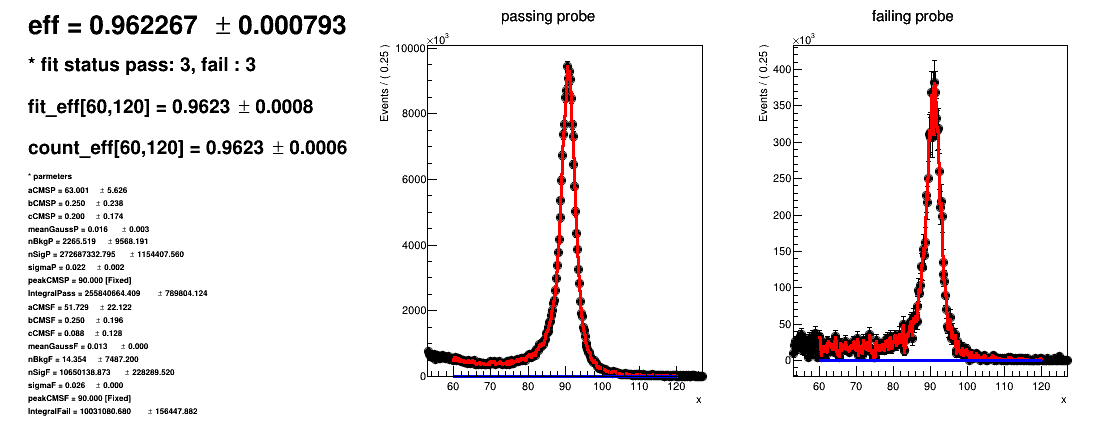 eff = 0.962267 ± 0.000793
* fit status pass: 3, fail : 3
fit_eff[60,120] = 0.9623 ± 0.0008
count_eff[60,120] = 0.9623 ± 0.0006
* parmeters
aCMSP = 63.001 ± 5.626
bCMSP = 0.250 ± 0.238
cCMSP = 0.200 ± 0.174
meanGaussP = 0.016 ± 0.003
nBkgP = 2265.519 ± 9568.191
nSigP = 272687332.795 ± 1154407.560
sigmaP = 0.022 ± 0.002
peakCMSP = 90.000 [Fixed]
IntegralPass = 255840664.409 ± 789804.124
aCMSF = 51.729 ± 22.122
bCMSF = 0.250 ± 0.196
cCMSF = 0.088 ± 0.128
meanGaussF = 0.013 ± 0.000
nBkgF = 14.354 ± 7487.200
nSigF = 10650138.873 ± 228289.520
sigmaF = 0.026 ± 0.000
peakCMSF = 90.000 [Fixed]
IntegralFail = 10031080.680 ± 156447.882
passing probe
×10³
Events / ( 0.25 )
10000
8000
6000
4000
2000
0
60 70 80 90 100 110 120
x
failing probe
×10³
Events / ( 0.25 )
400
350
300
250
200
150
100
50
0
60 70 80 90 100 110 120
x